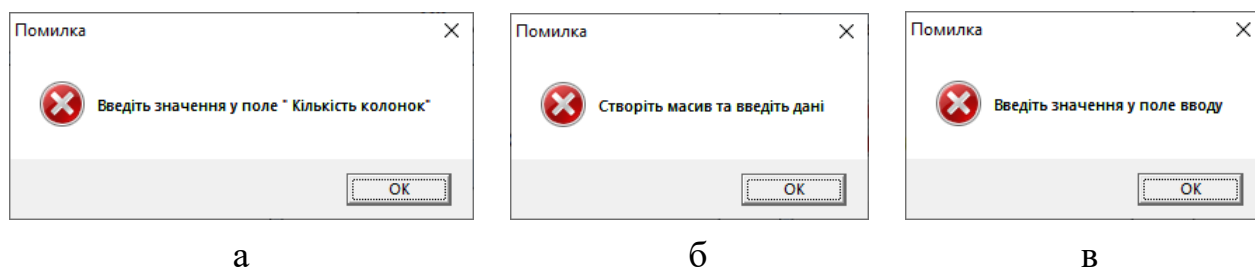 Помилка
Введіть значення у поле " Кількість колонок"
OK
Помилка
Створіть масив та введіть дані
OK
Помилка
Введіть значення у поле вводу
OK
а
б
в